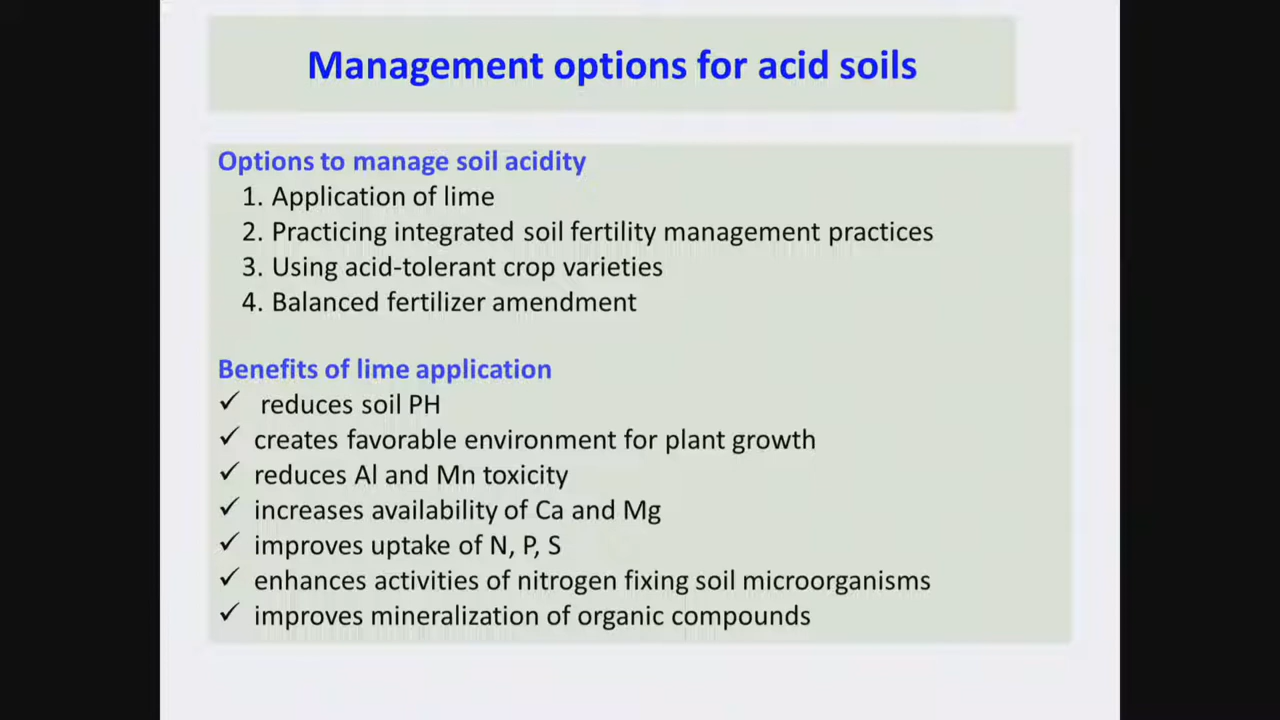 Management options for acid soils
Options to manage soil acidity
1. Application of lime
2. Practicing integrated soil fertility management practices
3. Using acid-tolerant crop varieties
4. Balanced fertilizer amendment
Benefits of lime application
✓ reduces soil PH
✓ creates favorable environment for plant growth
✓ reduces Al and Mn toxicity
✓ increases availability of Ca and Mg
✓ improves uptake of N, P, S
✓ enhances activities of nitrogen fixing soil microorganisms
✓ improves mineralization of organic compounds